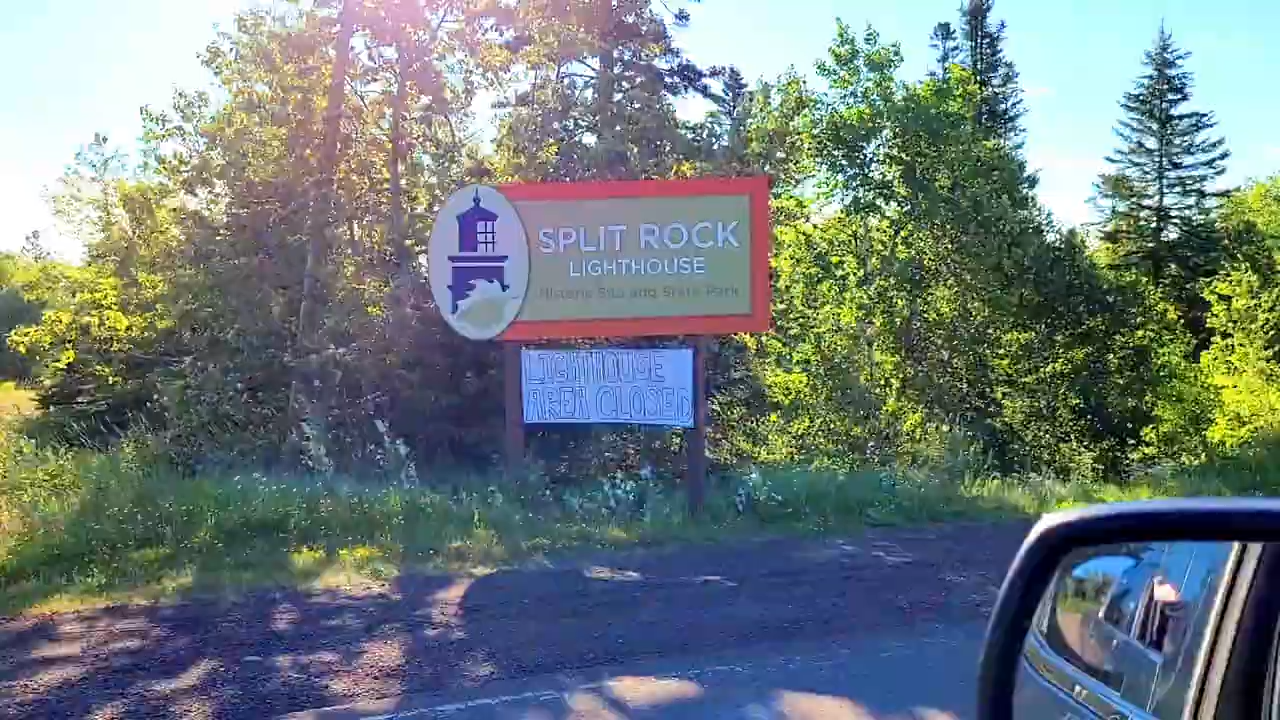 SPLIT ROCK
LIGHTHOUSE
Historic Site and State Park
LIGHTHOUSE
AREA CLOSED